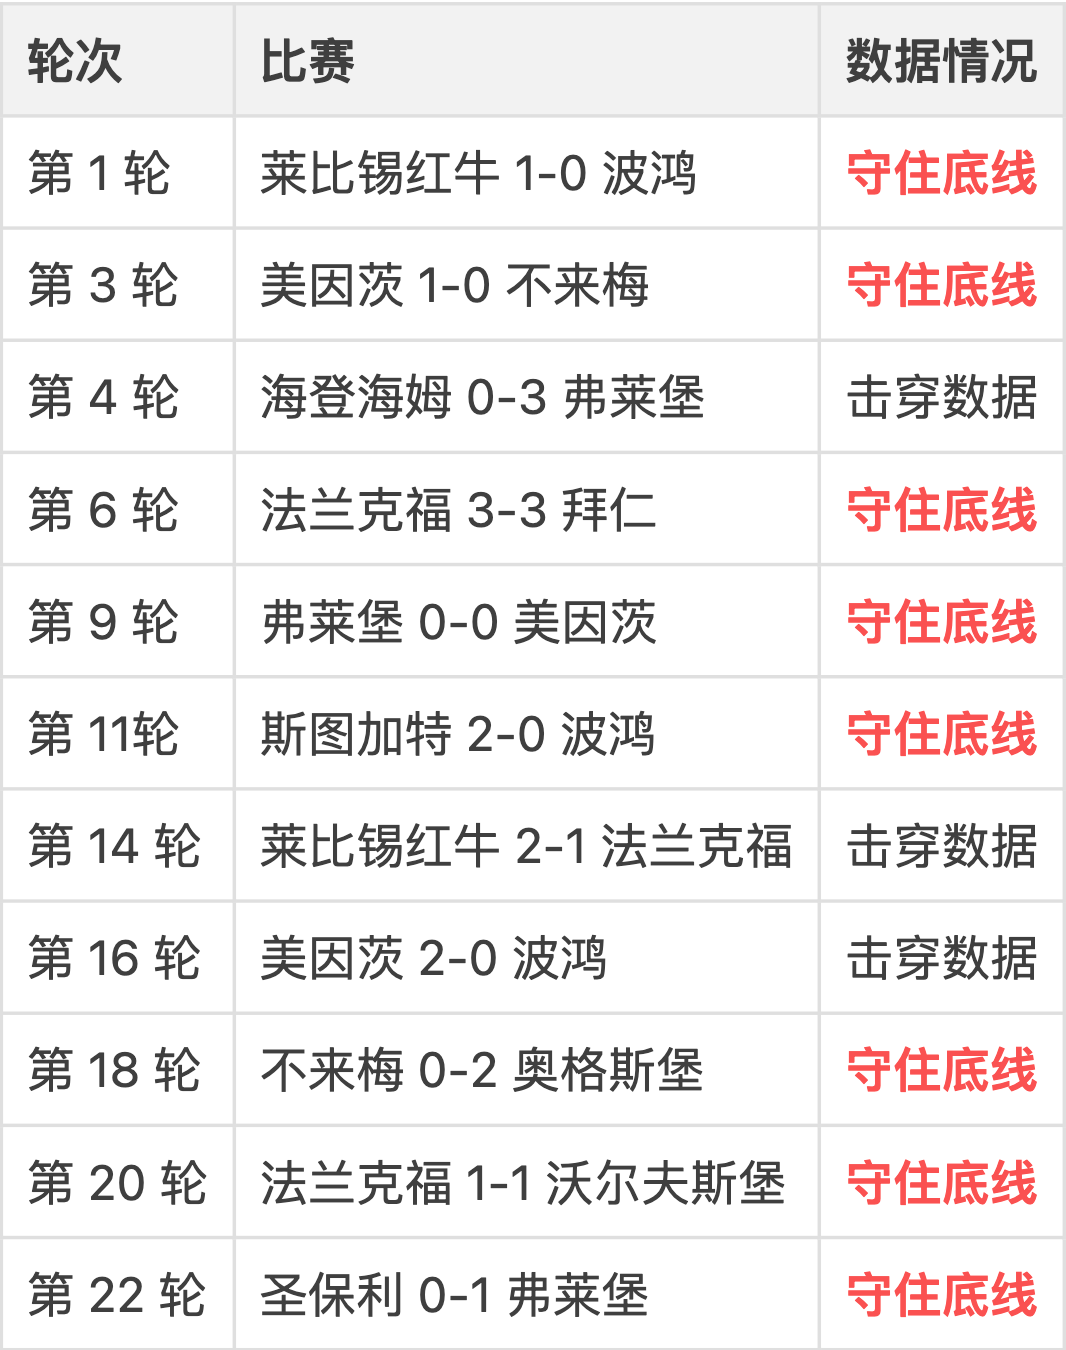 轮次 比赛 数据情况
第 1 轮 莱比锡红牛 1-0 波鸿 守住底线
第 3 轮 美因茨 1-0 不来梅 守住底线
第 4 轮 海登海姆 0-3 弗莱堡 击穿数据
第 6 轮 法兰克福 3-3 拜仁 守住底线
第 9 轮 弗莱堡 0-0 美因茨 守住底线
第 11轮 斯图加特 2-0 波鸿 守住底线
第 14 轮 莱比锡红牛 2-1 法兰克福 击穿数据
第 16 轮 美因茨 2-0 波鸿 击穿数据
第 18 轮 不来梅 0-2 奥格斯堡 守住底线
第 20 轮 法兰克福 1-1 沃尔夫斯堡 守住底线
第 22 轮 圣保利 0-1 弗莱堡 守住底线